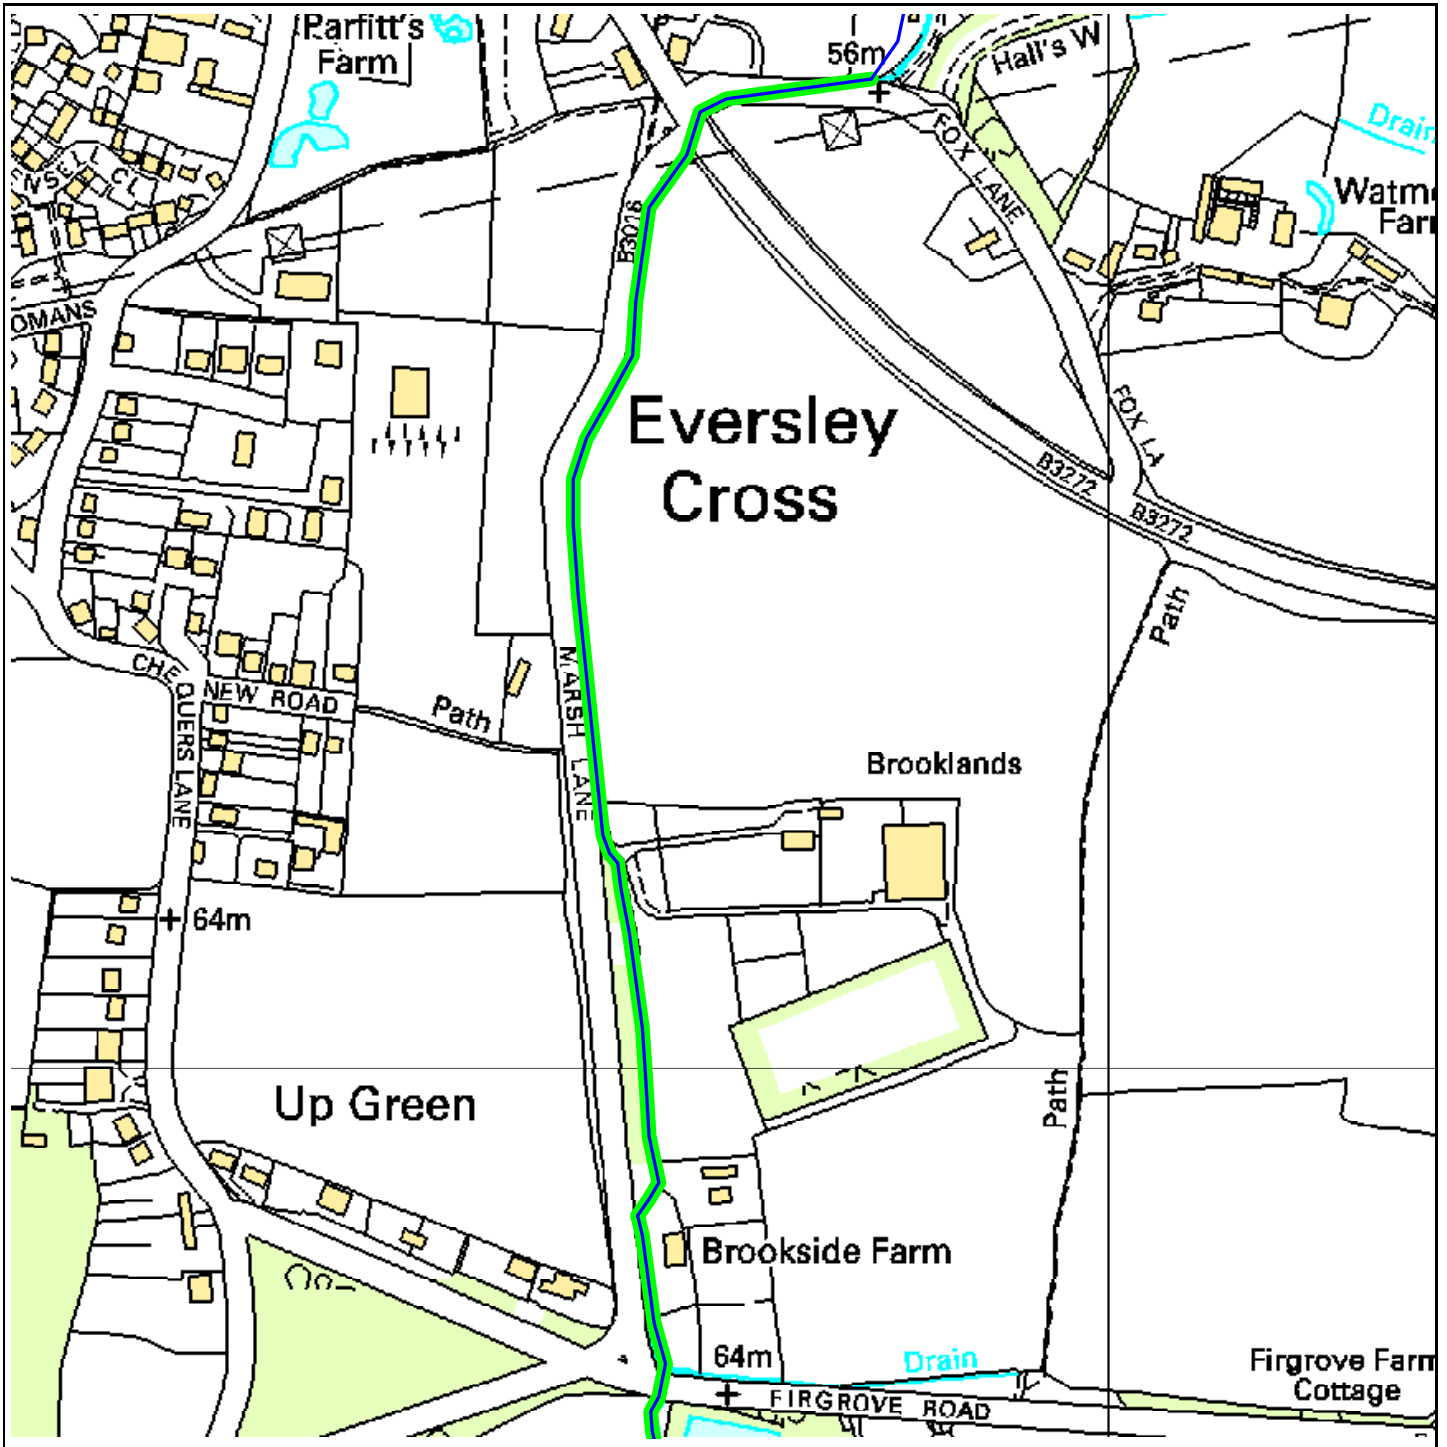 Parfitt's
Farm
56m
Hall's W
Drain
FOX LANE
Watm
Far
ENSELL CL
B3016
OMANS
Eversley
Cross
FOX LA
B3272
B3272
Path
MARSH LANE
CHEQUERS LANE
NEW ROAD
Path
Brooklands
64m
Up Green
Path
Brookside Farm
64m
Drain
Firgrove Farm
Cottage
FIRGROVE ROAD